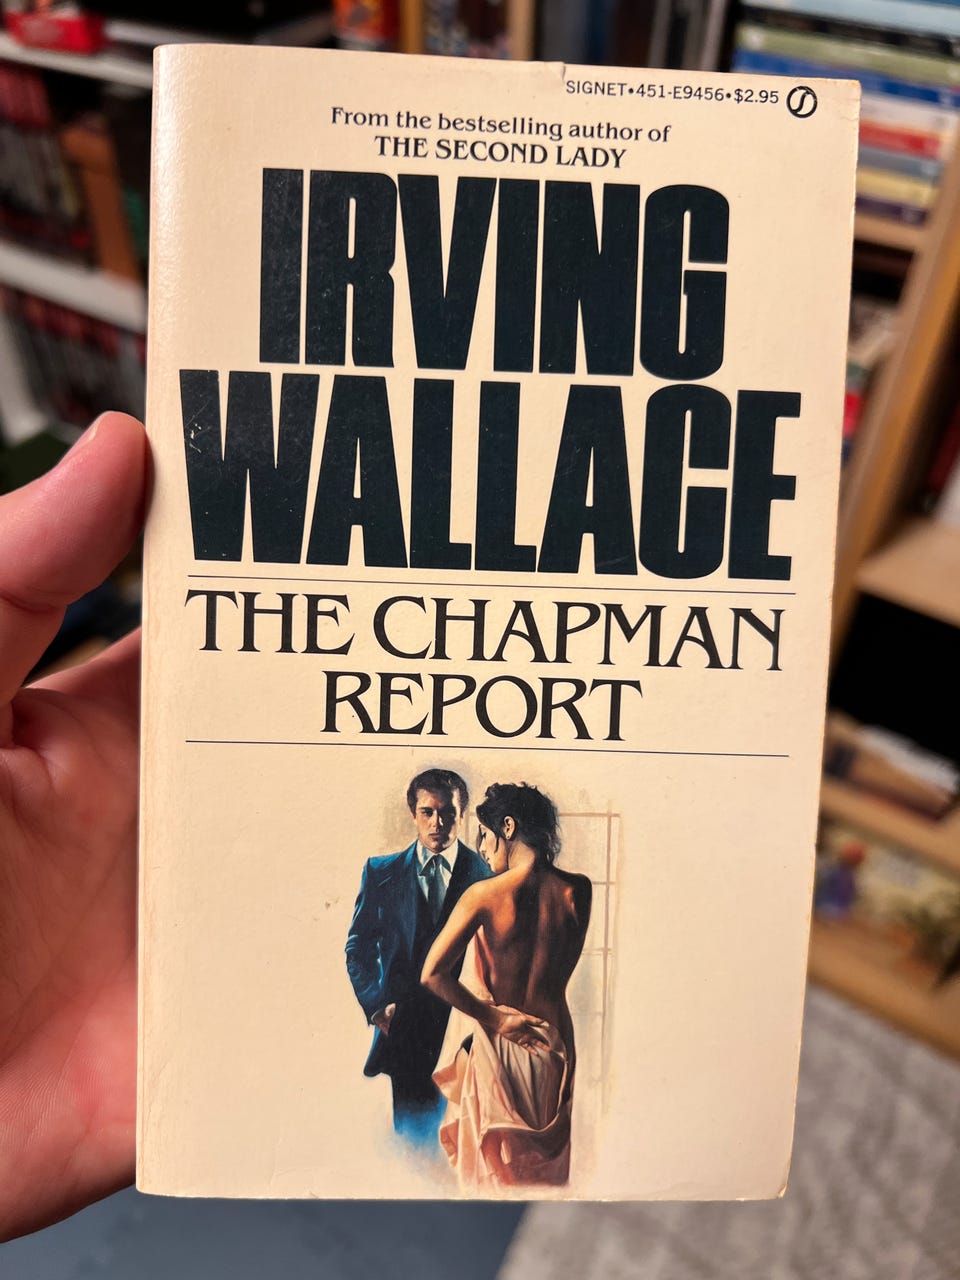 SIGNET•451-E9456•$2.95
From the bestselling author of
THE SECOND LADY
IRVING
WALLACE
THE CHAPMAN
REPORT